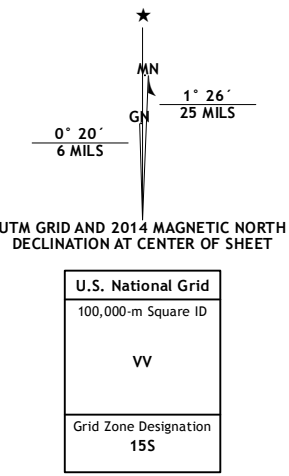 ★
MN
1° 26´
25 MILS
GN
0° 20´
6 MILS
UTM GRID AND 2014 MAGNETIC NORTH
DECLINATION AT CENTER OF SHEET
U.S. National Grid
100,000-m Square ID
VV
Grid Zone Designation
15S